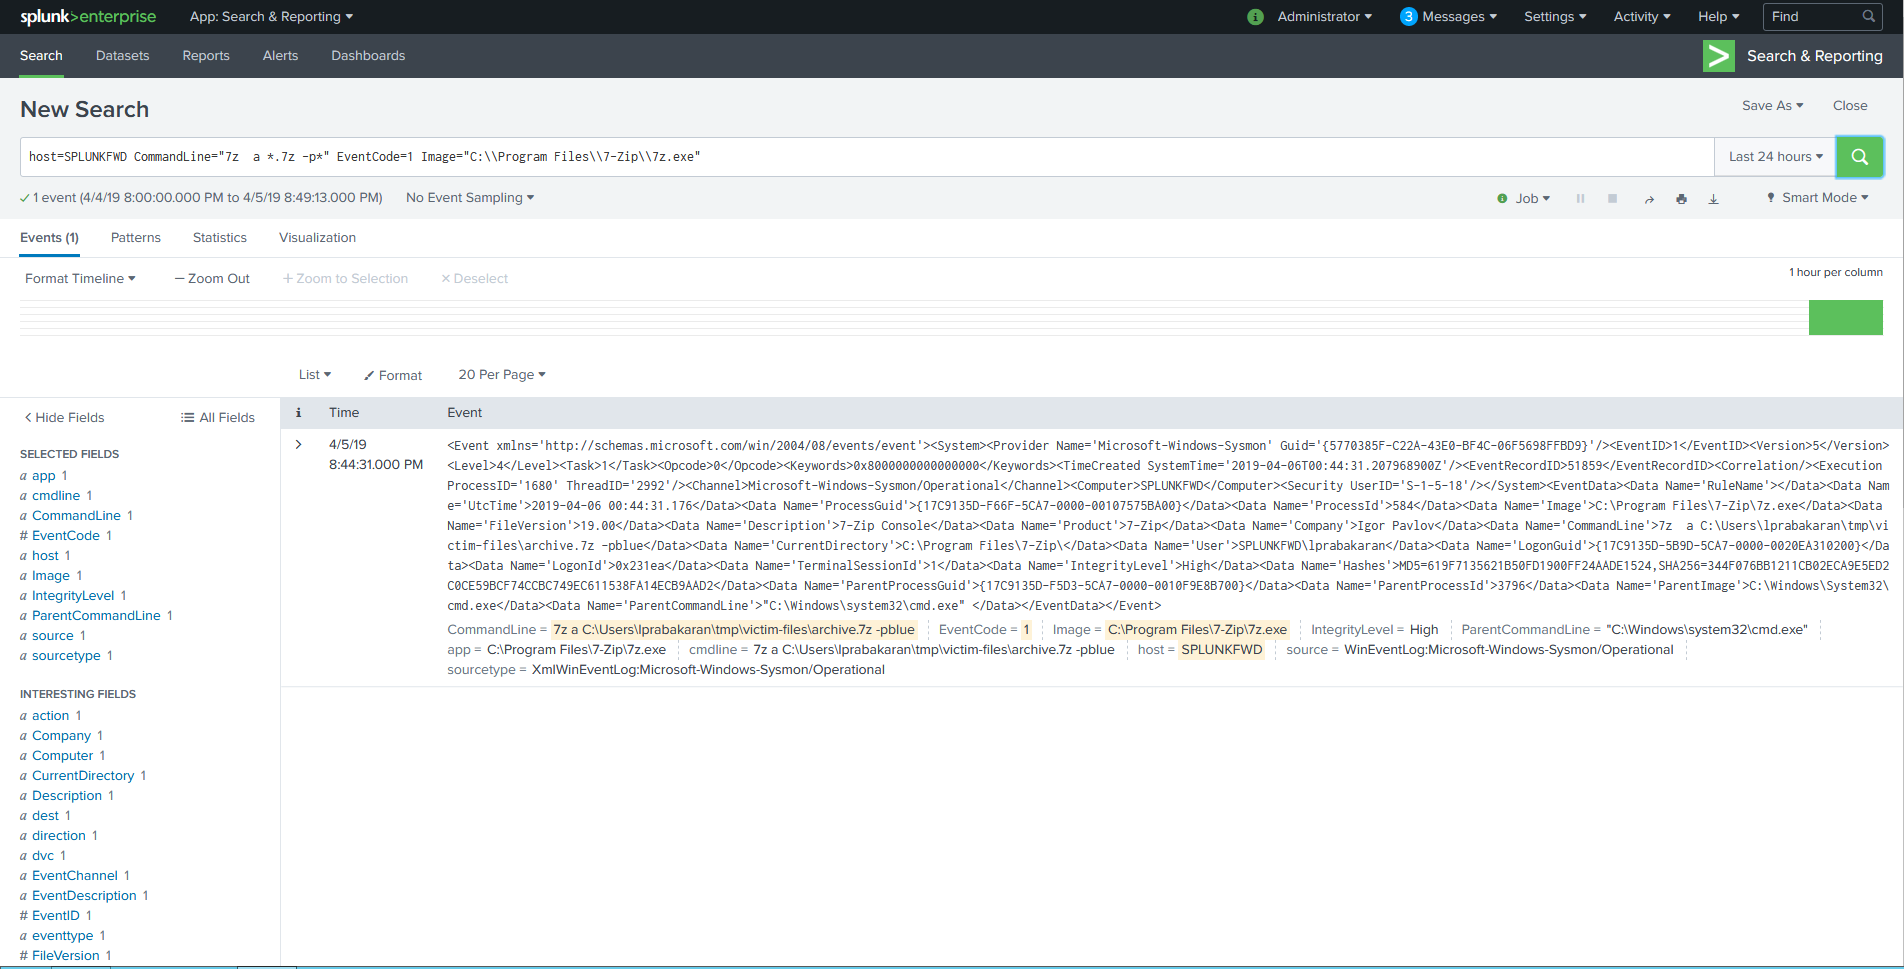 splunk>enterprise App: Search & Reporting i Administrator 3 Messages Settings Activity Help Find
Search Datasets Reports Alerts Dashboards Search & Reporting
New Search Save As Close
host=SPLUNKFWD CommandLine="7z  a *.7z -p*" EventCode=1 Image="C:\\Program Files\\7-Zip\\7z.exe" Last 24 hours
1 event (4/4/19 8:00:00.000 PM to 4/5/19 8:49:13.000 PM) No Event Sampling Job Smart Mode
Events (1) Patterns Statistics Visualization
Format Timeline — Zoom Out + Zoom to Selection × Deselect 1 hour per column
List Format 20 Per Page
< Hide Fields All Fields
SELECTED FIELDS
a app 1
a cmdline 1
a CommandLine 1
# EventCode 1
a host 1
a Image 1
a IntegrityLevel 1
a ParentCommandLine 1
a source 1
a sourcetype 1
INTERESTING FIELDS
a action 1
a Company 1
a Computer 1
a CurrentDirectory 1
a Description 1
a dest 1
a direction 1
a dvc 1
a EventChannel 1
a EventDescription 1
# EventID 1
a eventtype 1
# FileVersion 1
i Time Event
> 4/5/19
8:44:31.000 PM
<Event xmlns='http://schemas.microsoft.com/win/2004/08/events/event'><System><Provider Name='Microsoft-Windows-Sysmon' Guid='{5770385F-C22A-43E0-BF4C-06F5698FFBD9}'/><EventID>1</EventID><Version>5</Version>
<Level>4</Level><Task>1</Task><Opcode>0</Opcode><Keywords>0x8000000000000000</Keywords><TimeCreated SystemTime='2019-04-06T00:44:31.207968900Z'/><EventRecordID>51859</EventRecordID><Correlation/><Execution
ProcessID='1680' ThreadID='2992'/><Channel>Microsoft-Windows-Sysmon/Operational</Channel><Computer>SPLUNKFWD</Computer><Security UserID='S-1-5-18'/></System><EventData><Data Name='RuleName'></Data><Data Nam
e='UtcTime'>2019-04-06 00:44:31.176</Data><Data Name='ProcessGuid'>{17C9135D-F66F-5CA7-0000-00107575BA00}</Data><Data Name='ProcessId'>584</Data><Data Name='Image'>C:\Program Files\7-Zip\7z.exe</Data><Data
Name='FileVersion'>19.00</Data><Data Name='Description'>7-Zip Console</Data><Data Name='Product'>7-Zip</Data><Data Name='Company'>Igor Pavlov</Data><Data Name='CommandLine'>7z  a C:\Users\lprabakaran\tmp\vi
ctim-files\archive.7z -pblue</Data><Data Name='CurrentDirectory'>C:\Program Files\7-Zip\</Data><Data Name='User'>SPLUNKFWD\lprabakaran</Data><Data Name='LogonGuid'>{17C9135D-5B9D-5CA7-0000-0020EA310200}</Da
ta><Data Name='LogonId'>0x231ea</Data><Data Name='TerminalSessionId'>1</Data><Data Name='IntegrityLevel'>High</Data><Data Name='Hashes'>MD5=619F7135621B50FD1900FF24AADE1524,SHA256=344F076BB1211CB02ECA9E5ED2
C0CE59BCF74CCBC749EC611538FA14ECB9AAD2</Data><Data Name='ParentProcessGuid'>{17C9135D-F5D3-5CA7-0000-0010F9E8B700}</Data><Data Name='ParentProcessId'>3796</Data><Data Name='ParentImage'>C:\Windows\System32\
cmd.exe</Data><Data Name='ParentCommandLine'>"C:\Windows\system32\cmd.exe" </Data></EventData></Event>
CommandLine = 7z a C:\Users\lprabakaran\tmp\victim-files\archive.7z -pblue EventCode = 1 Image = C:\Program Files\7-Zip\7z.exe IntegrityLevel = High ParentCommandLine = "C:\Windows\system32\cmd.exe"
app = C:\Program Files\7-Zip\7z.exe cmdline = 7z a C:\Users\lprabakaran\tmp\victim-files\archive.7z -pblue host = SPLUNKFWD source = WinEventLog:Microsoft-Windows-Sysmon/Operational
sourcetype = XmlWinEventLog:Microsoft-Windows-Sysmon/Operational